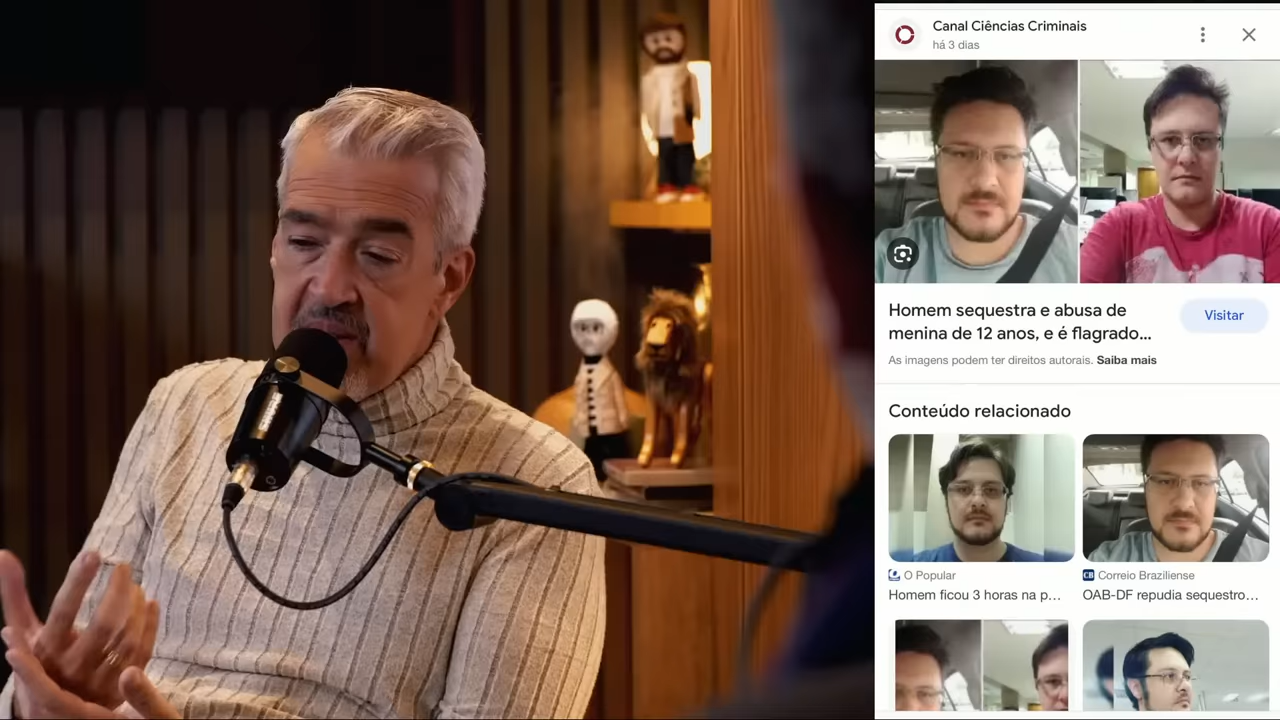 Canal Ciências Criminais
há 3 dias
Homem sequestra e abusa de
menina de 12 anos, e é flagrado...
Visitar
As imagens podem ter direitos autorais. Saiba mais
Conteúdo relacionado
O Popular
Homem ficou 3 horas na p...
CB Correio Braziliense
OAB-DF repudia sequestro...